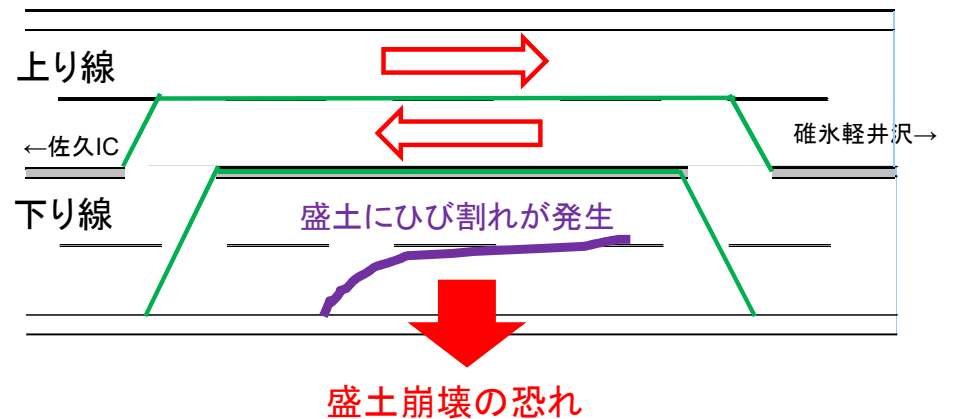 上り線
←佐久IC
碓氷軽井沢→
下り線
盛土にひび割れが発生
盛土崩壊の恐れ